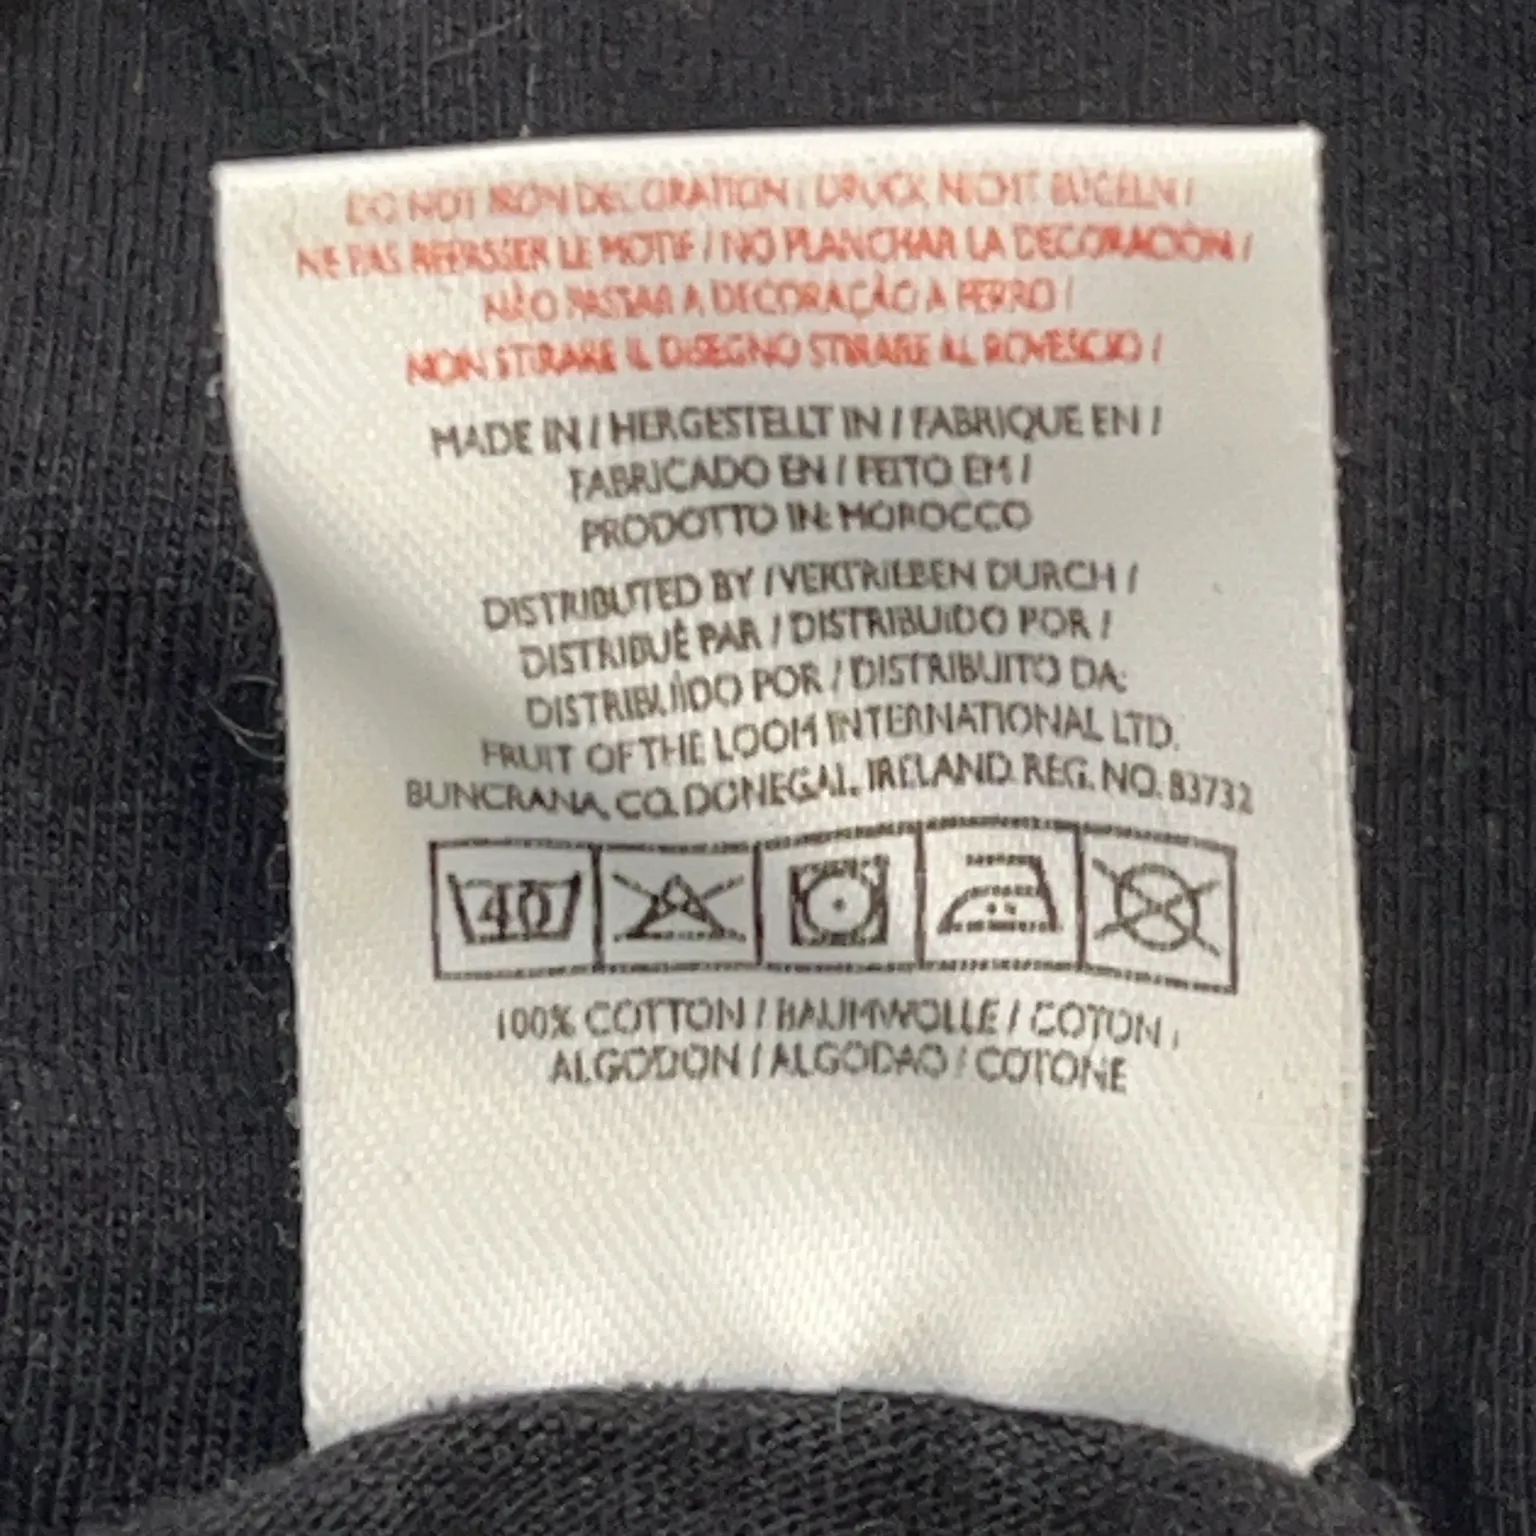 DO NOT IRON DECORATION / DRUCK NICHT BÜGELN /
NE PAS REPASSER LE MOTIF / NO PLANCHAR LA DECORACIÓN /
NÃO PASSAR A DECORAÇÃO A FERRO /
NON STIRARE IL DISEGNO STIRARE AL ROVESCIO /
MADE IN / HERGESTELLT IN / FABRIQUE EN /
FABRICADO EN / FEITO EM /
PRODOTTO IN: MOROCCO
DISTRIBUTED BY / VERTRIEBEN DURCH /
DISTRIBUÉ PAR / DISTRIBUIDO POR /
DISTRIBUÍDO POR / DISTRIBUITO DA:
FRUIT OF THE LOOM INTERNATIONAL LTD.
BUNCRANA, CO. DONEGAL, IRELAND. REG. NO. 83732
40
100% COTTON / BAUMWOLLE / COTON /
ALGODON / ALGODAO / COTONE